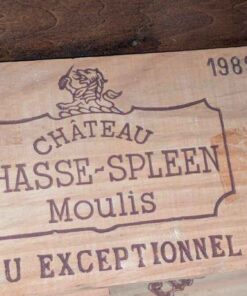 198
CHÂTEAU
HASSE-SPLEEN
Moulis
U EXCEPTIONNEL